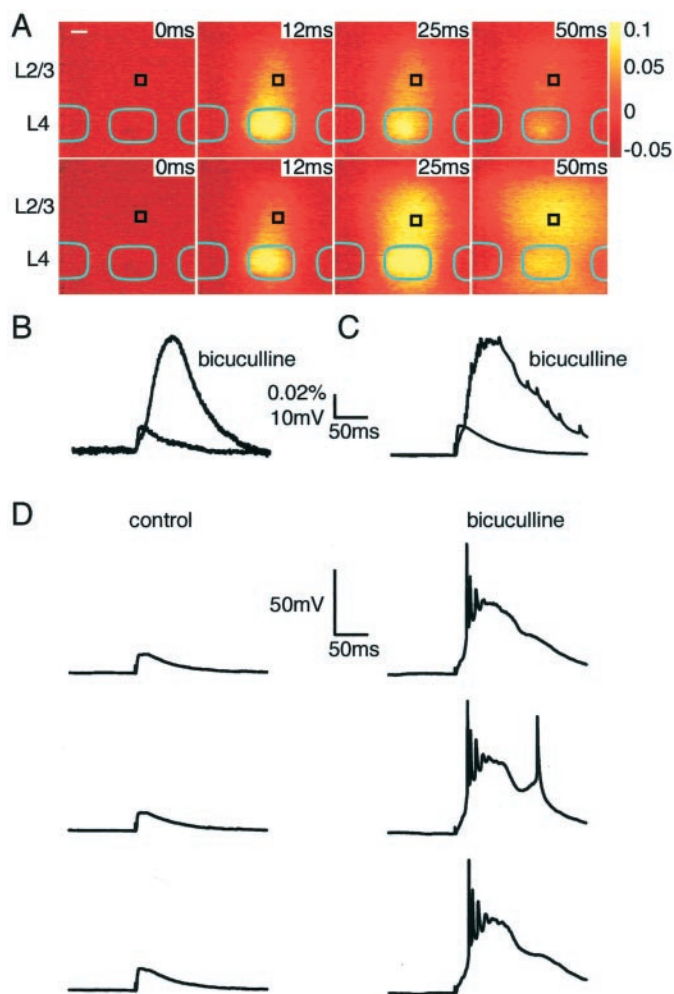 A
0ms 12ms 25ms 50ms 0.1
L2/3 0.05
L4 0
-0.05
0ms 12ms 25ms 50ms
L2/3
L4
B C
bicuculline bicuculline
0.02%
10mV
50ms
D
control bicuculline
50mV
50ms